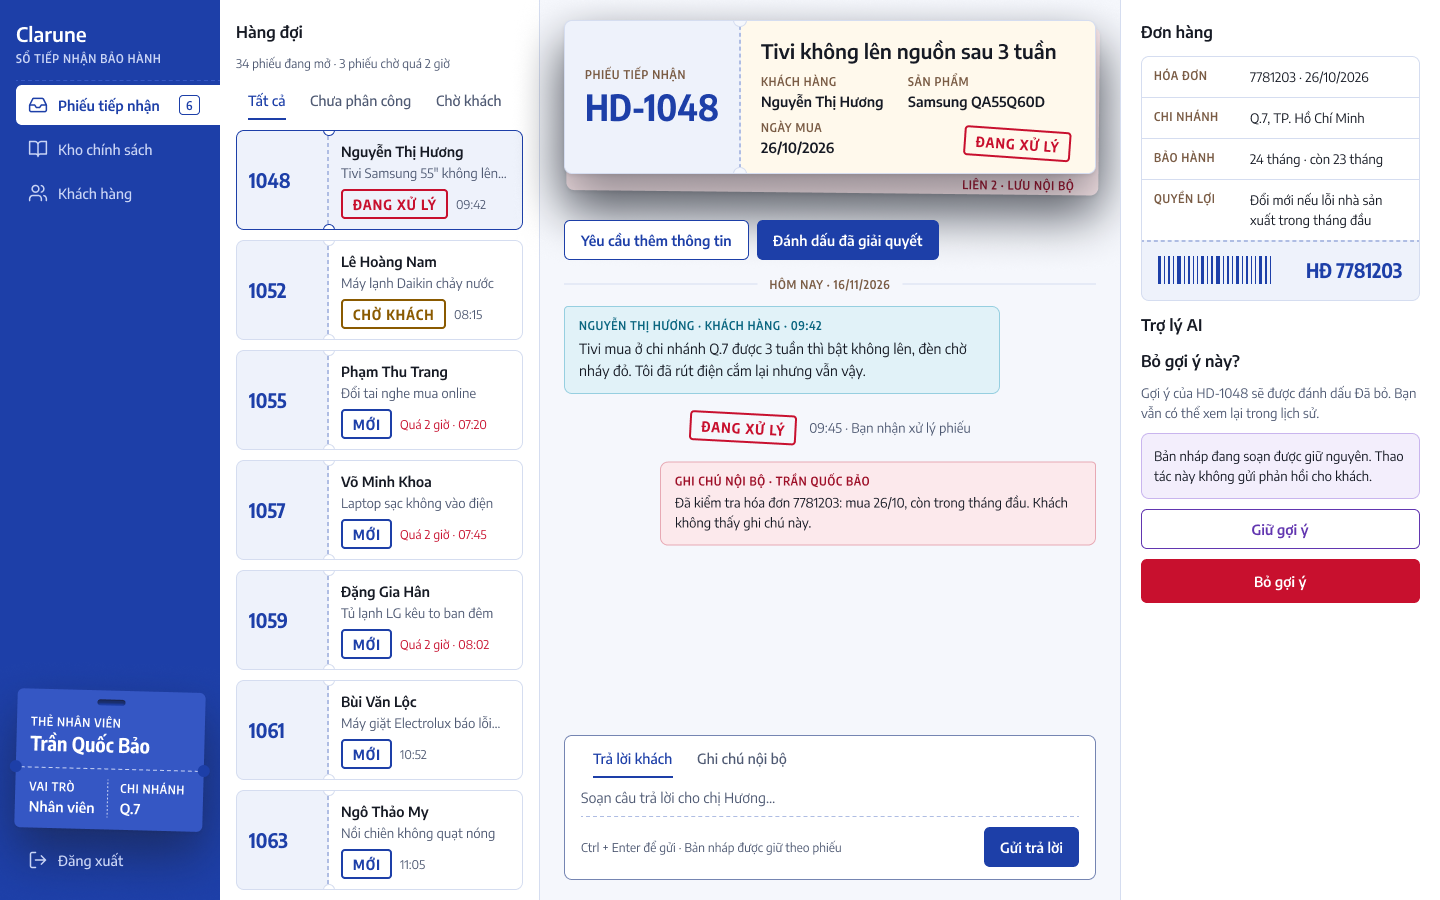 Clarune
SỔ TIẾP NHẬN BẢO HÀNH
Phiếu tiếp nhận 6
Kho chính sách
Khách hàng
THẺ NHÂN VIÊN
Trần Quốc Bảo
VAI TRÒ CHI NHÁNH
Nhân viên Q.7
Đăng xuất
Hàng đợi
34 phiếu đang mở · 3 phiếu chờ quá 2 giờ
Tất cả Chưa phân công Chờ khách
1048
Nguyễn Thị Hương
Tivi Samsung 55" không lên...
ĐANG XỬ LÝ 09:42
1052
Lê Hoàng Nam
Máy lạnh Daikin chảy nước
CHỜ KHÁCH 08:15
1055
Phạm Thu Trang
Đổi tai nghe mua online
MỚI Quá 2 giờ · 07:20
1057
Võ Minh Khoa
Laptop sạc không vào điện
MỚI Quá 2 giờ · 07:45
1059
Đặng Gia Hân
Tủ lạnh LG kêu to ban đêm
MỚI Quá 2 giờ · 08:02
1061
Bùi Văn Lộc
Máy giặt Electrolux báo lỗi...
MỚI 10:52
1063
Ngô Thảo My
Nồi chiên không quạt nóng
MỚI 11:05
PHIẾU TIẾP NHẬN
HD-1048
Tivi không lên nguồn sau 3 tuần
KHÁCH HÀNG SẢN PHẨM
Nguyễn Thị Hương Samsung QA55Q60D
NGÀY MUA
26/10/2026
ĐANG XỬ LÝ
LIÊN 2 · LƯU NỘI BỘ
Yêu cầu thêm thông tin Đánh dấu đã giải quyết
HÔM NAY · 16/11/2026
NGUYỄN THỊ HƯƠNG · KHÁCH HÀNG · 09:42
Tivi mua ở chi nhánh Q.7 được 3 tuần thì bật không lên, đèn chờ
nháy đỏ. Tôi đã rút điện cắm lại nhưng vẫn vậy.
ĐANG XỬ LÝ 09:45 · Bạn nhận xử lý phiếu
GHI CHÚ NỘI BỘ · TRẦN QUỐC BẢO
Đã kiểm tra hóa đơn 7781203: mua 26/10, còn trong tháng đầu. Khách
không thấy ghi chú này.
Trả lời khách Ghi chú nội bộ
Soạn câu trả lời cho chị Hương...
Ctrl + Enter để gửi · Bản nháp được giữ theo phiếu
Gửi trả lời
Đơn hàng
HÓA ĐƠN 7781203 · 26/10/2026
CHI NHÁNH Q.7, TP. Hồ Chí Minh
BẢO HÀNH 24 tháng · còn 23 tháng
QUYỀN LỢI Đổi mới nếu lỗi nhà sản
xuất trong tháng đầu
HĐ 7781203
Trợ lý AI
Bỏ gợi ý này?
Gợi ý của HD-1048 sẽ được đánh dấu Đã bỏ. Bạn
vẫn có thể xem lại trong lịch sử.
Bản nháp đang soạn được giữ nguyên. Thao
tác này không gửi phản hồi cho khách.
Giữ gợi ý
Bỏ gợi ý